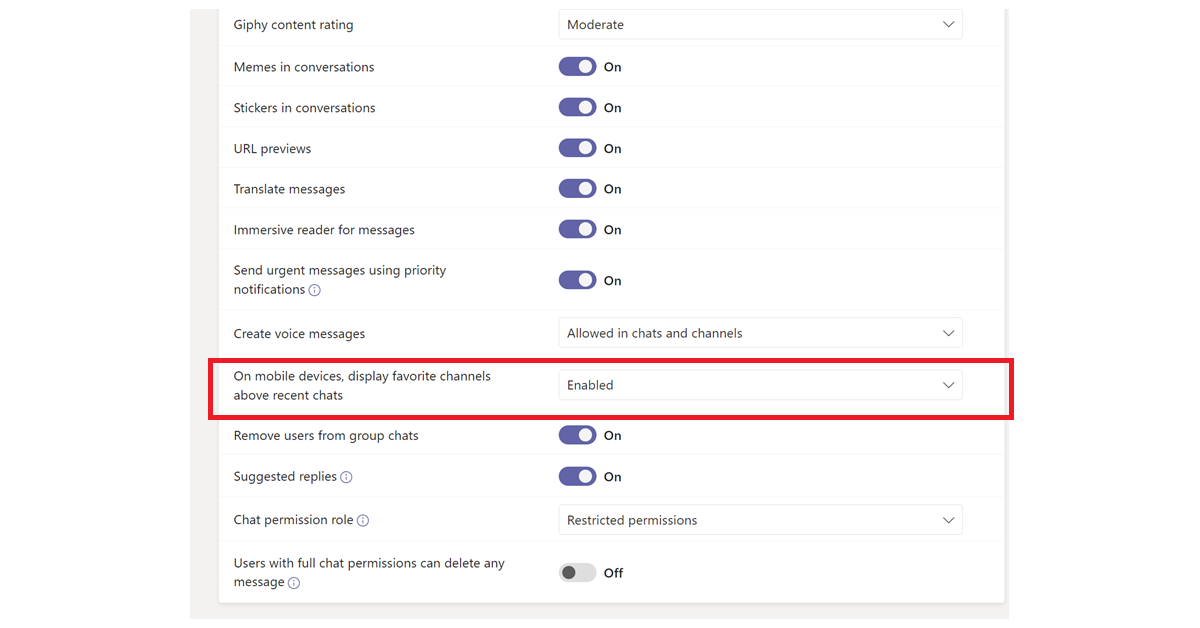 Giphy content rating
Moderate
Memes in conversations
On
Stickers in conversations
On
URL previews
On
Translate messages
On
Immersive reader for messages
On
Send urgent messages using priority
notifications
On
Create voice messages
Allowed in chats and channels
On mobile devices, display favorite channels
above recent chats
Enabled
Remove users from group chats
On
Suggested replies
On
Chat permission role
Restricted permissions
Users with full chat permissions can delete any
message
Off